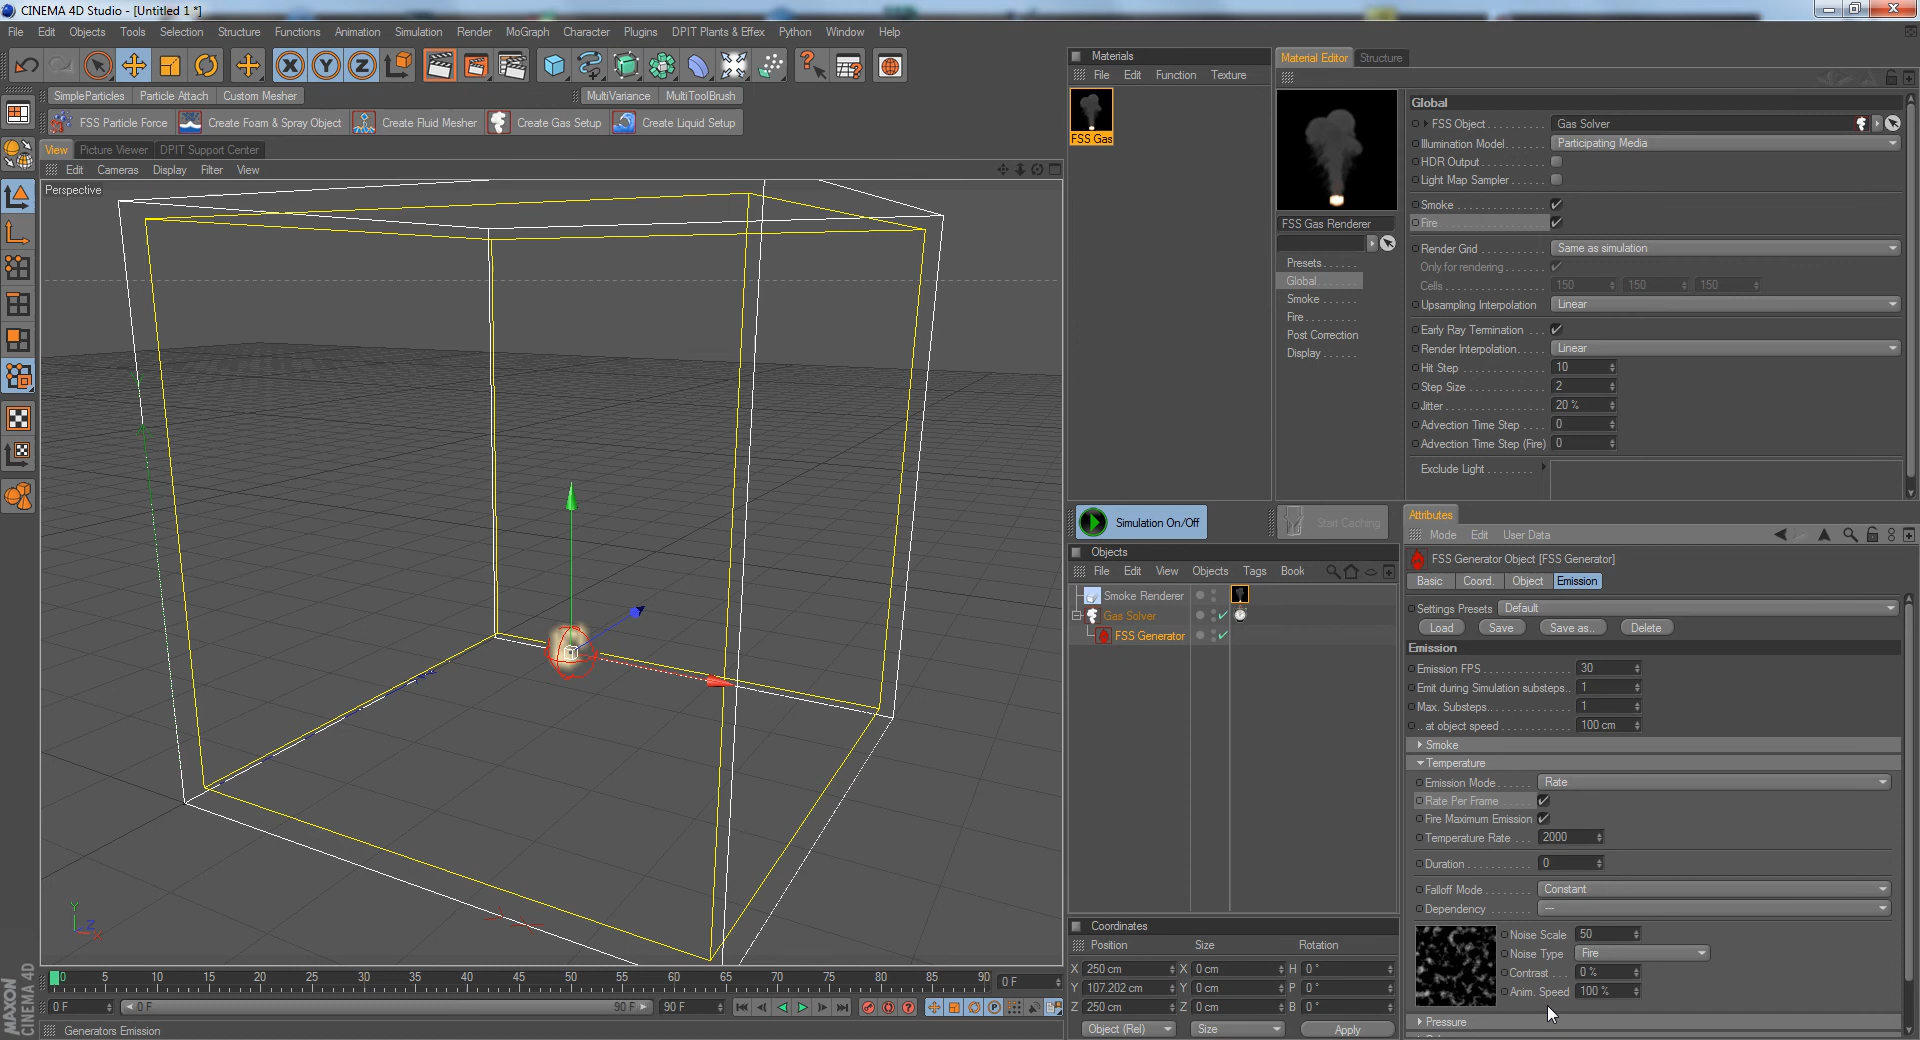 CINEMA 4D Studio - [Untitled 1 *]
File Edit Objects Tools Selection Structure Functions Animation Simulation Render MoGraph Character Plugins DPIT Plants & Effex Python Window Help
SimpleParticles Particle Attach Custom Mesher MultiVariance MultiToolBrush
FSS Particle Force Create Foam & Spray Object Create Fluid Mesher Create Gas Setup Create Liquid Setup
View Picture Viewer DPIT Support Center
Edit Cameras Display Filter View
Perspective
Y
Z
X
0 5 10 15 20 25 30 35 40 45 50 55 60 65 70 75 80 85 90 0 F
0 F 0 F 90 F 90 F
Generators Emission
MAXON
CINEMA 4D
Materials
File Edit Function Texture
FSS Gas
Material Editor Structure
FSS Gas Renderer
Presets
Global
Smoke
Fire
Post Correction
Display
Global
FSS Object Gas Solver
Illumination Model Participating Media
HDR Output
Light Map Sampler
Smoke
Fire
Render Grid Same as simulation
Only for rendering
Cells 150 150 150
Upsampling Interpolation Linear
Early Ray Termination
Render Interpolation Linear
Hit Step 10
Step Size 2
Jitter 20 %
Advection Time Step 0
Advection Time Step (Fire) 0
Exclude Light
Simulation On/Off Start Caching
Objects
File Edit View Objects Tags Book
Smoke Renderer
Gas Solver
FSS Generator
Coordinates
Position Size Rotation
X 250 cm X 0 cm H 0 °
Y 107.202 cm Y 0 cm P 0 °
Z 250 cm Z 0 cm B 0 °
Object (Rel) Size Apply
Attributes
Mode Edit User Data
FSS Generator Object [FSS Generator]
Basic Coord. Object Emission
Settings Presets Default
Load Save Save as.. Delete
Emission
Emission FPS 30
Emit during Simulation substeps.. 1
Max. Substeps 1
.. at object speed 100 cm
Smoke
Temperature
Emission Mode Rate
Rate Per Frame
Fire Maximum Emission
Temperature Rate 2000
Duration 0
Falloff Mode Constant
Dependency ---
Noise Scale 50
Noise Type Fire
Contrast 0 %
Anim. Speed 100 %
Pressure